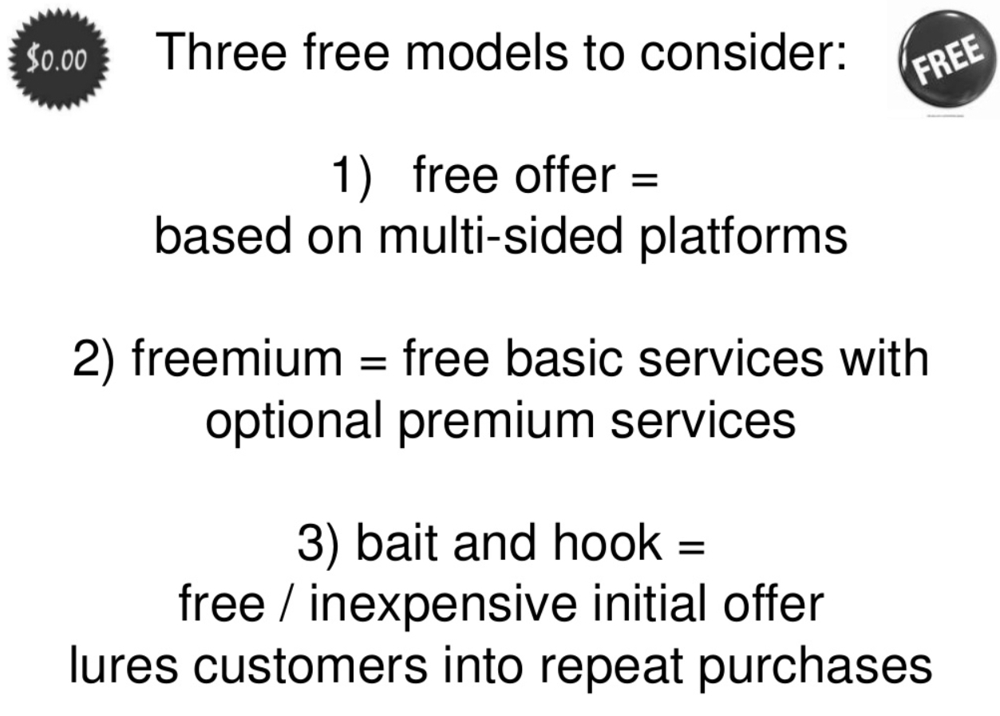 $0.00
Three free models to consider:
FREE
1) free offer =
based on multi-sided platforms
2) freemium = free basic services with
optional premium services
3) bait and hook =
free / inexpensive initial offer
lures customers into repeat purchases